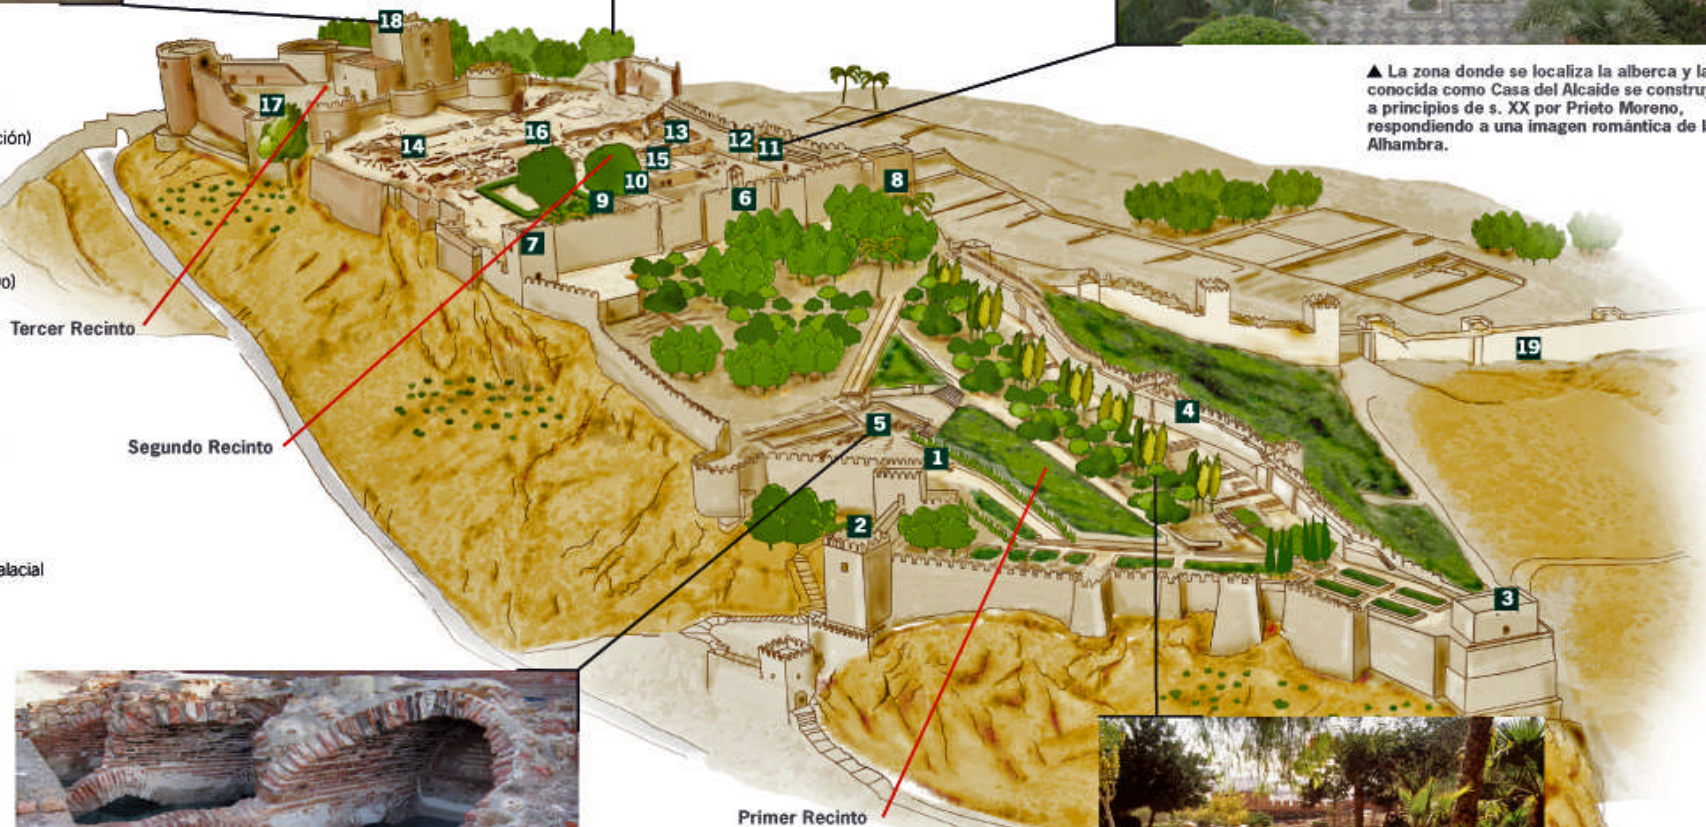 18
▲ La zona donde se localiza la alberca y la
conocida como Casa del Alcaide se constru
a principios de s. XX por Prieto Moreno,
respondiendo a una imagen romántica de l
Alhambra.
17
ción)
16
13
12
11
14
15
10
8
9
6
7
o)
Tercer Recinto
19
4
5
Segundo Recinto
1
2
alacial
3
Primer Recinto